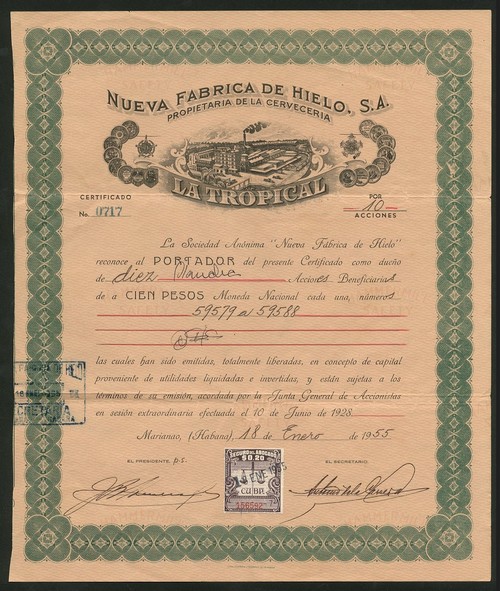 NUEVA FABRICA DE HIELO, S.A.
PROPIETARIA DE LA CERVECERIA
LA TROPICAL
CERTIFICADO
No. 0717
POR
10
ACCIONES
La Sociedad Anónima "Nueva Fábrica de Hielo"
reconoce al PORTADOR del presente Certificado como dueño
de diez Acciones Beneficiarias
de a CIEN PESOS Moneda Nacional cada una, números
59579 a 59588
las cuales han sido emitidas, totalmente liberadas, en concepto de capital
proveniente de utilidades liquidadas e invertidas, y están sujetas a los
términos de su emisión, acordada por la Junta General de Accionistas
en sesión extraordinaria efectuada el 10 de Junio de 1928.
Marianao, (Habana), 18 de Enero de 1955
EL PRESIDENTE, p.s.
EL SECRETARIO,
SEGURO DEL ABOGADO
$0.20
CUBA